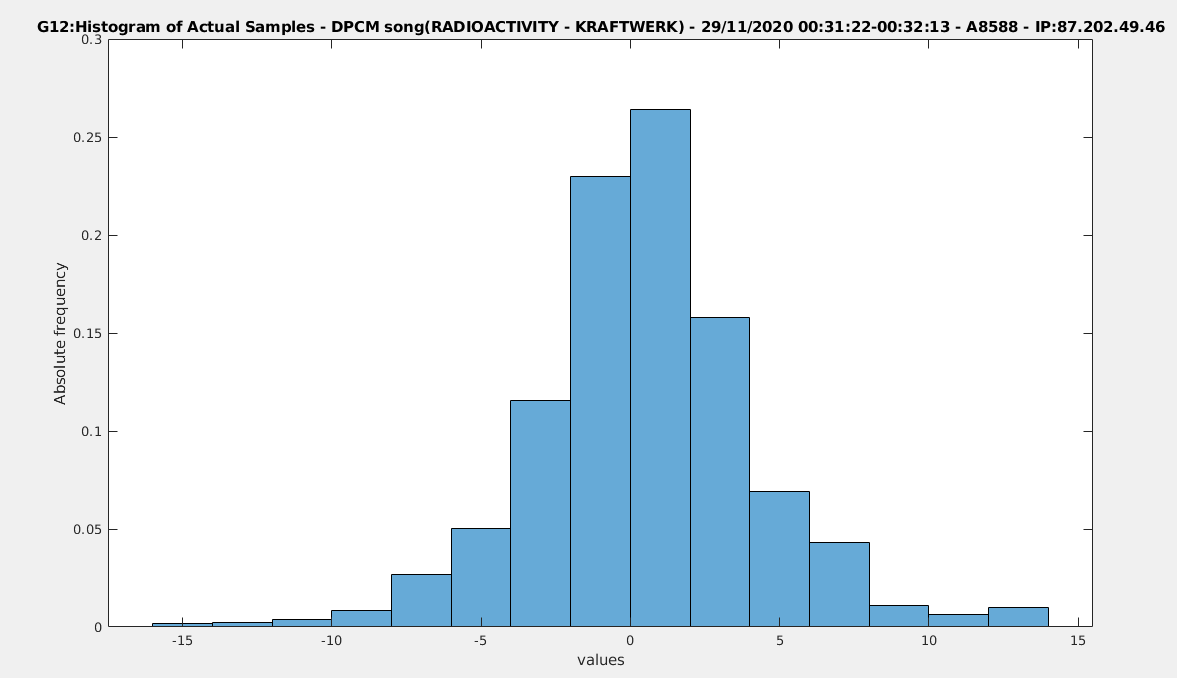 G12:Histogram of Actual Samples - DPCM song(RADIOACTIVITY - KRAFTWERK) - 29/11/2020 00:31:22-00:32:13 - A8588 - IP:87.202.49.46
0.3
0.25
0.2
0.15
0.1
0.05
0
Absolute frequency
-15 -10 -5 0 5 10 15
values